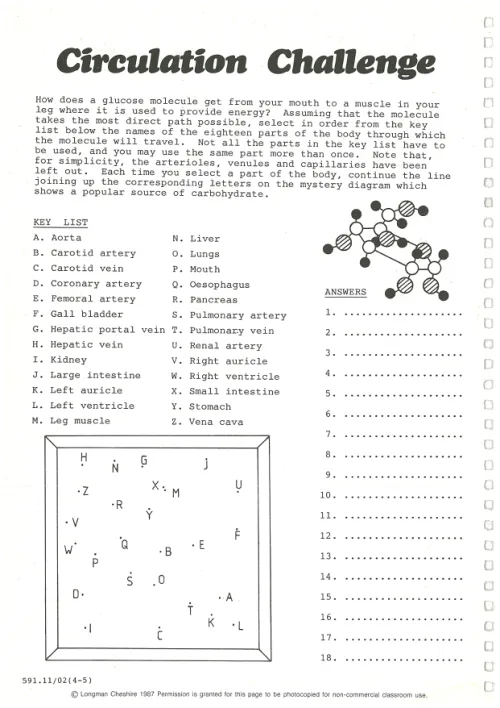 Circulation Challenge
How does a glucose molecule get from your mouth to a muscle in your
leg where it is used to provide energy? Assuming that the molecule
takes the most direct path possible, select in order from the key
list below the names of the eighteen parts of the body through which
the molecule will travel. Not all the parts in the key list have to
be used, and you may use the same part more than once. Note that,
for simplicity, the arterioles, venules and capillaries have been
left out. Each time you select a part of the body, continue the line
joining up the corresponding letters on the mystery diagram which
shows a popular source of carbohydrate.
KEY LIST
A. Aorta
B. Carotid artery
C. Carotid vein
D. Coronary artery
E. Femoral artery
F. Gall bladder
G. Hepatic portal vein
H. Hepatic vein
I. Kidney
J. Large intestine
K. Left auricle
L. Left ventricle
M. Leg muscle
N. Liver
O. Lungs
P. Mouth
Q. Oesophagus
R. Pancreas
S. Pulmonary artery
T. Pulmonary vein
U. Renal artery
V. Right auricle
W. Right ventricle
X. Small intestine
Y. Stomach
Z. Vena cava
ANSWERS
1. ....................
2. ....................
3. ....................
4. ....................
5. ....................
6. ....................
7. ....................
8. ....................
9. ....................
10. ....................
11. ....................
12. ....................
13. ....................
14. ....................
15. ....................
16. ....................
17. ....................
18. ....................
H N G J
Z X M U
R
Y
V
F
W Q B E
P
S O
D A
T
K
I C L
591.11/02(4-5)
© Longman Cheshire 1987 Permission is granted for this page to be photocopied for non-commercial classroom use.